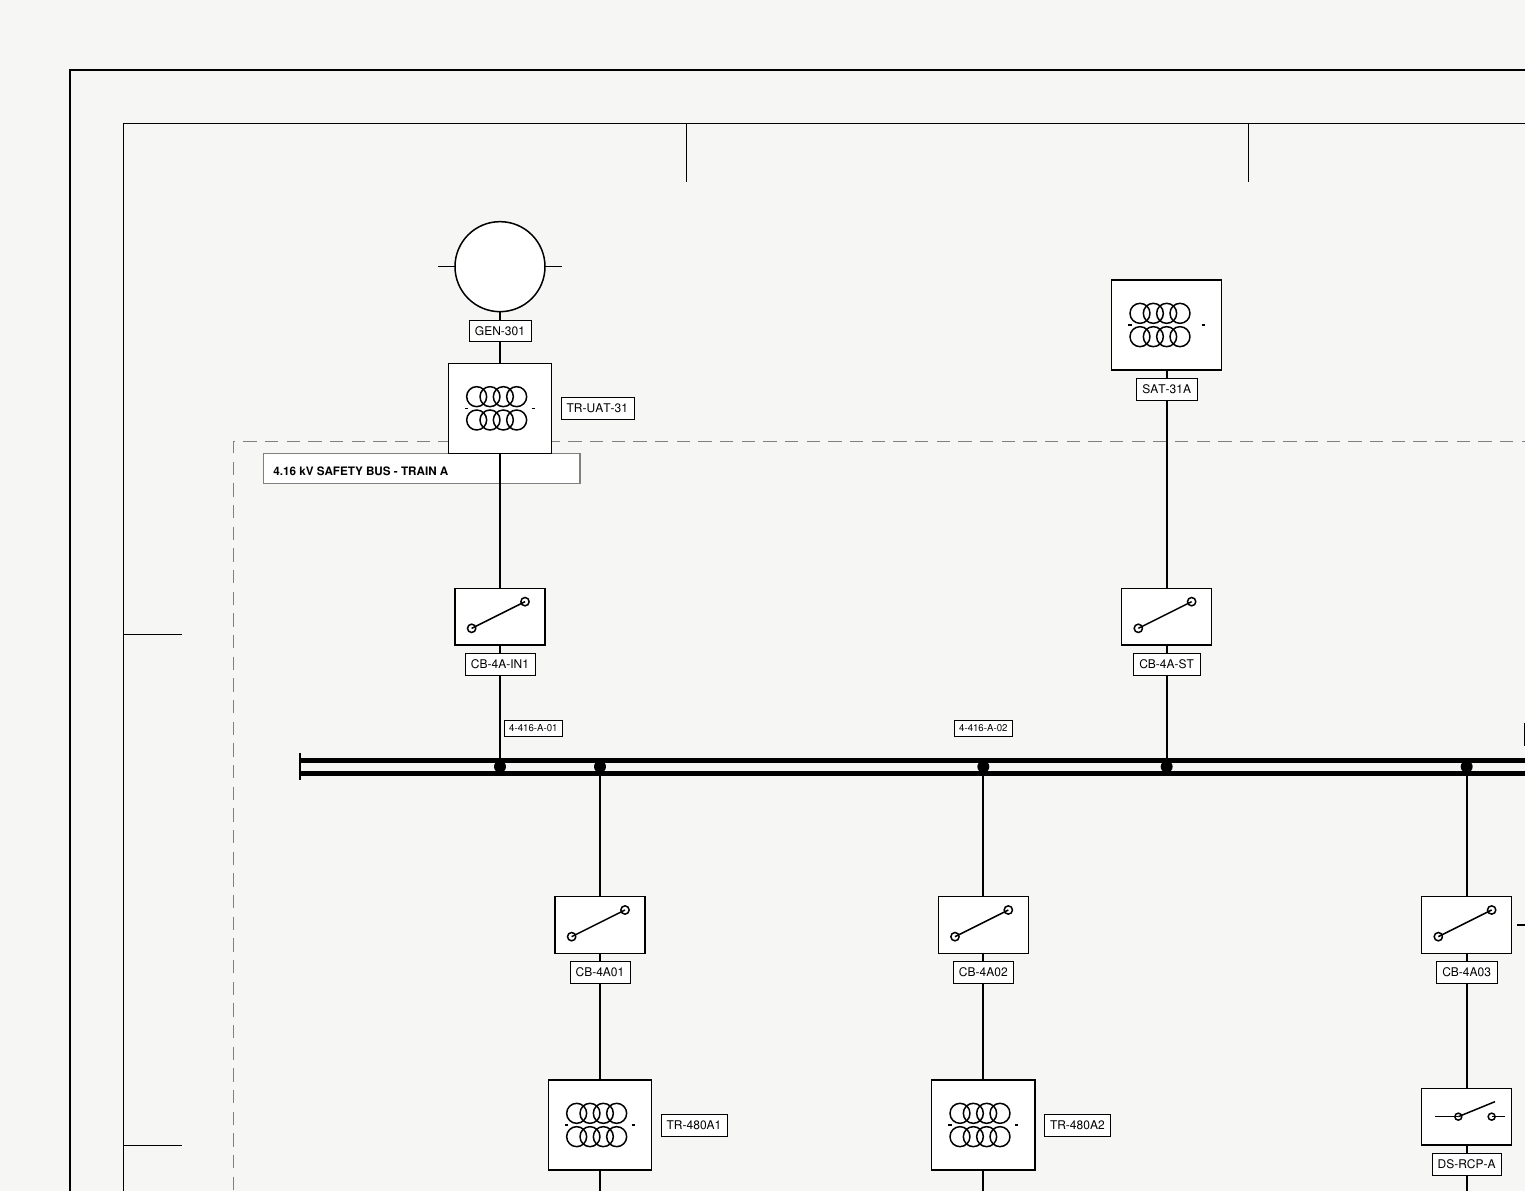 GEN-301
TR-UAT-31
SAT-31A
4.16 kV SAFETY BUS - TRAIN A
CB-4A-IN1
CB-4A-ST
4-416-A-01
4-416-A-02
CB-4A01
CB-4A02
CB-4A03
TR-480A1
TR-480A2
DS-RCP-A